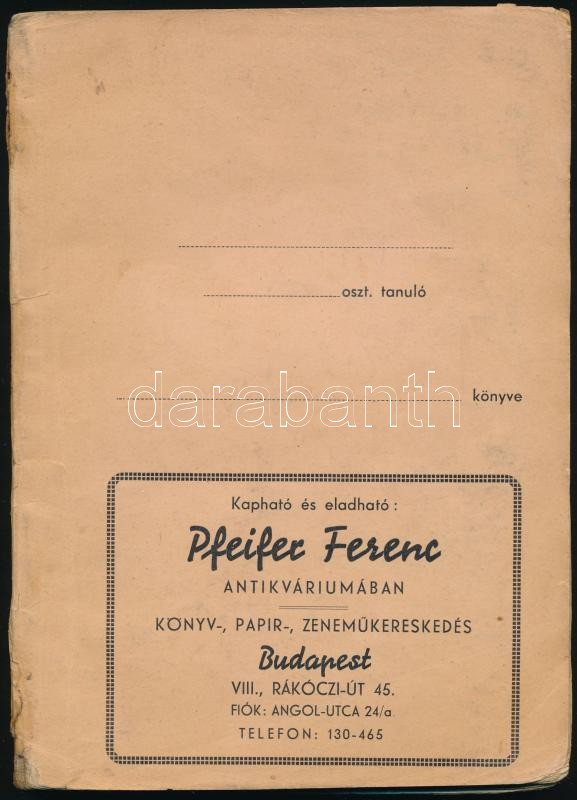 oszt. tanuló
darabanth
könyve
Kapható és eladható:
Pfeifer Ferenc
ANTIKVÁRIUMÁBAN
KÖNYV-, PAPIR-, ZENEMŰKERESKEDÉS
Budapest
VIII., RÁKÓCZI-ÚT 45.
FIÓK: ANGOL-UTCA 24/a
TELEFON: 130-465